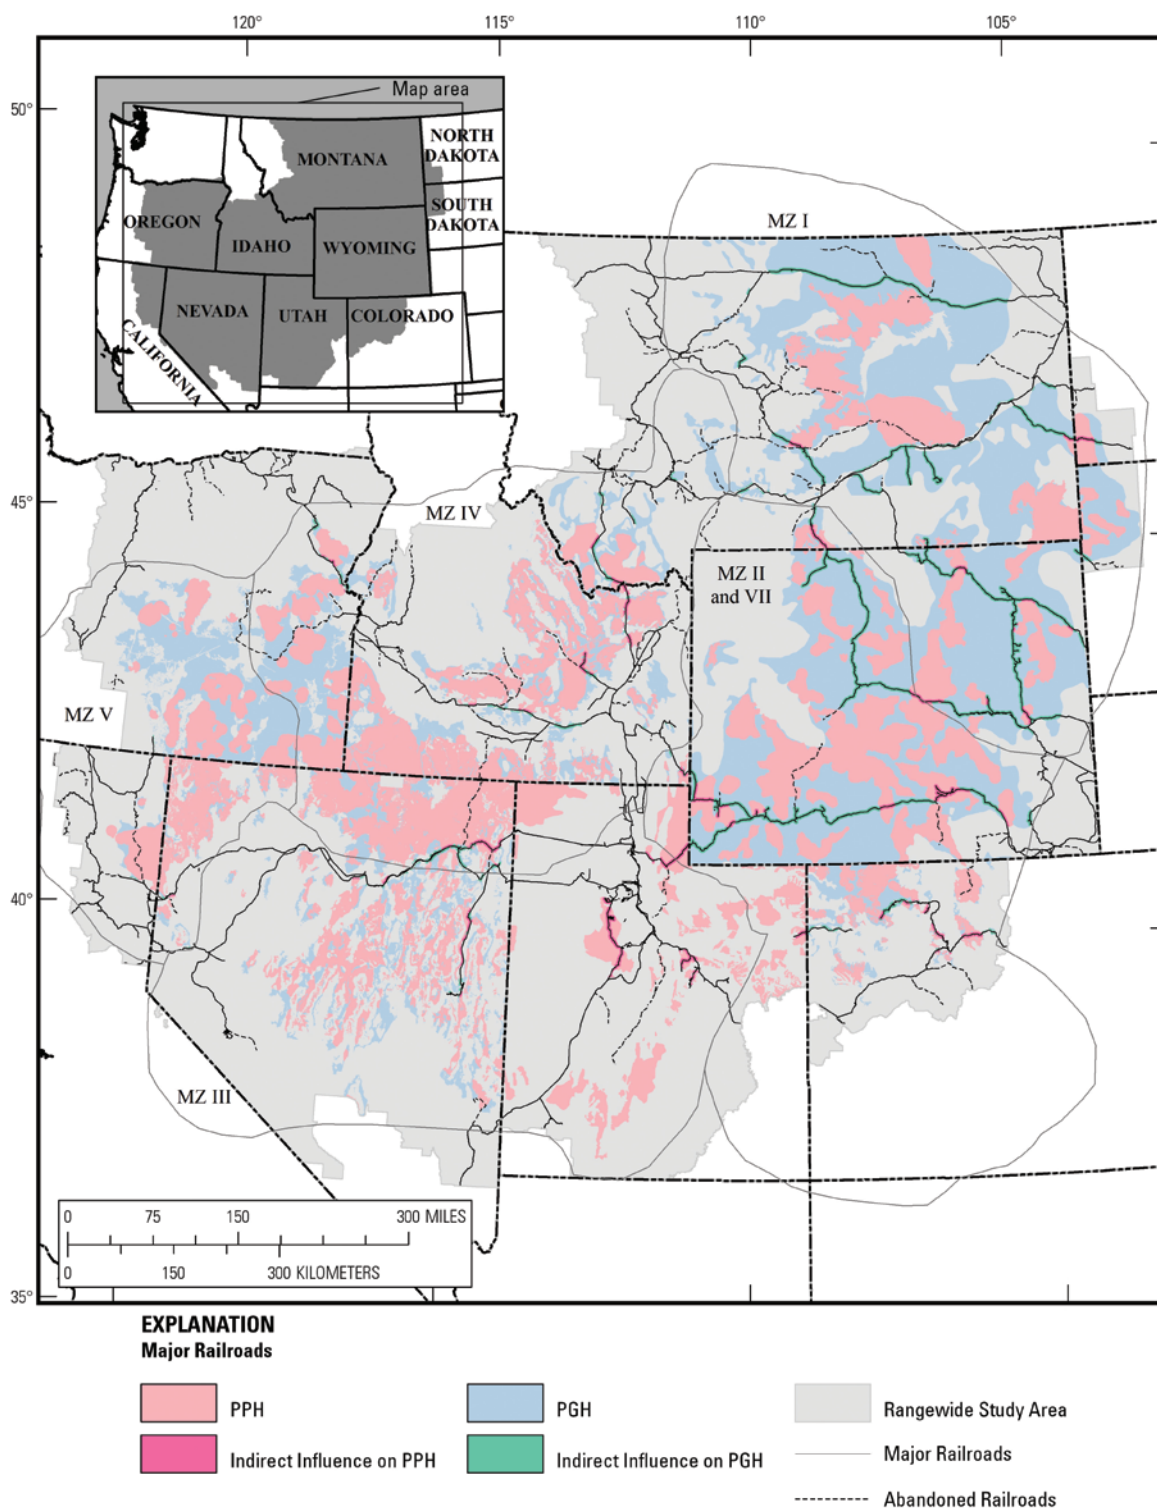 120°
115°
110°
105°
50°
45°
40°
35°
Map area
NORTH
DAKOTA
MONTANA
SOUTH
DAKOTA
OREGON
IDAHO
WYOMING
NEVADA
UTAH
COLORADO
CALIFORNIA
MZ I
MZ IV
MZ II
and VII
MZ V
MZ III
0 75 150 300 MILES
0 150 300 KILOMETERS
EXPLANATION
Major Railroads
PPH
PGH
Rangewide Study Area
Indirect Influence on PPH
Indirect Influence on PGH
Major Railroads
Abandoned Railroads